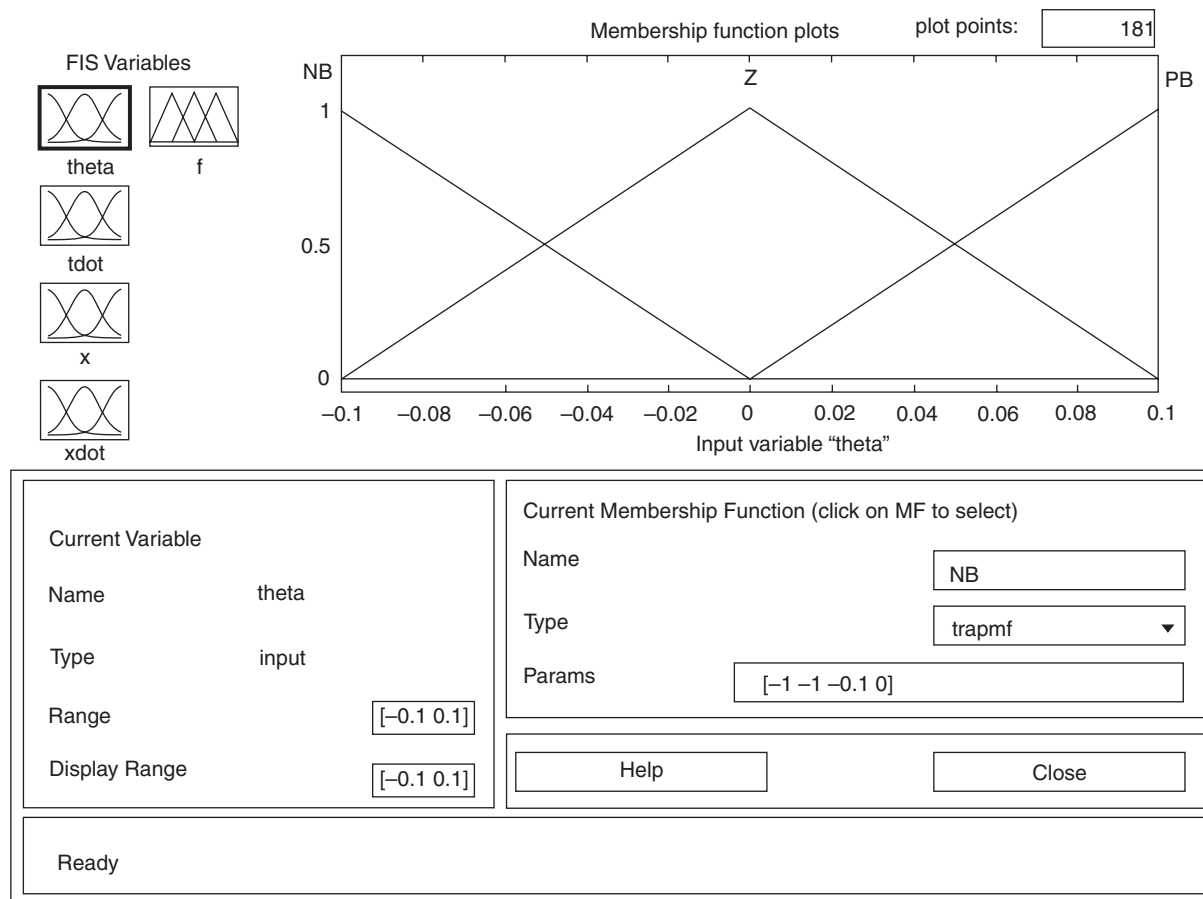 Membership function plots
plot points:
181
FIS Variables
theta
f
tdot
x
xdot
NB
Z
PB
1
0.5
0
–0.1
–0.08
–0.06
–0.04
–0.02
0
0.02
0.04
0.06
0.08
0.1
Input variable “theta”
Current Variable
Name
theta
Type
input
Range
[–0.1 0.1]
Display Range
[–0.1 0.1]
Current Membership Function (click on MF to select)
Name
NB
Type
trapmf
Params
[–1 –1 –0.1 0]
Help
Close
Ready